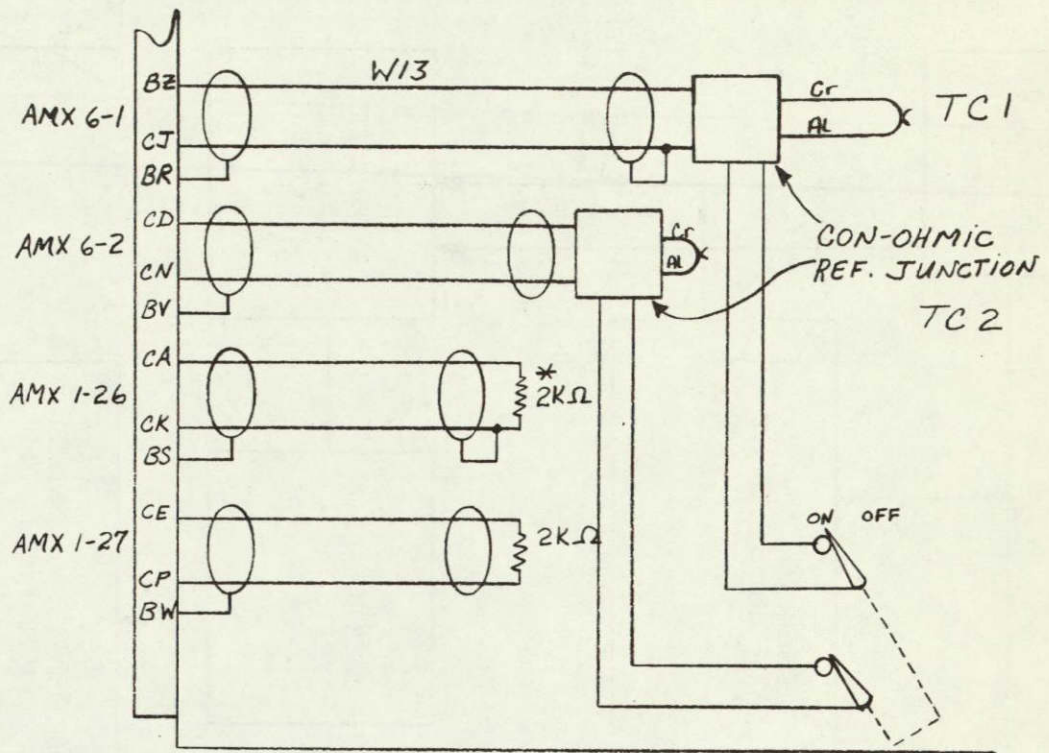 BZ
W13
Cr
TC1
AMX 6-1
Al
CJ
BR
CD
AMX 6-2
Cr
Al
CON-OHMIC
REF. JUNCTION
CN
TC2
BV
CA
*
AMX 1-26
2KΩ
CK
BS
CE
ON OFF
AMX 1-27
2KΩ
CP
BW